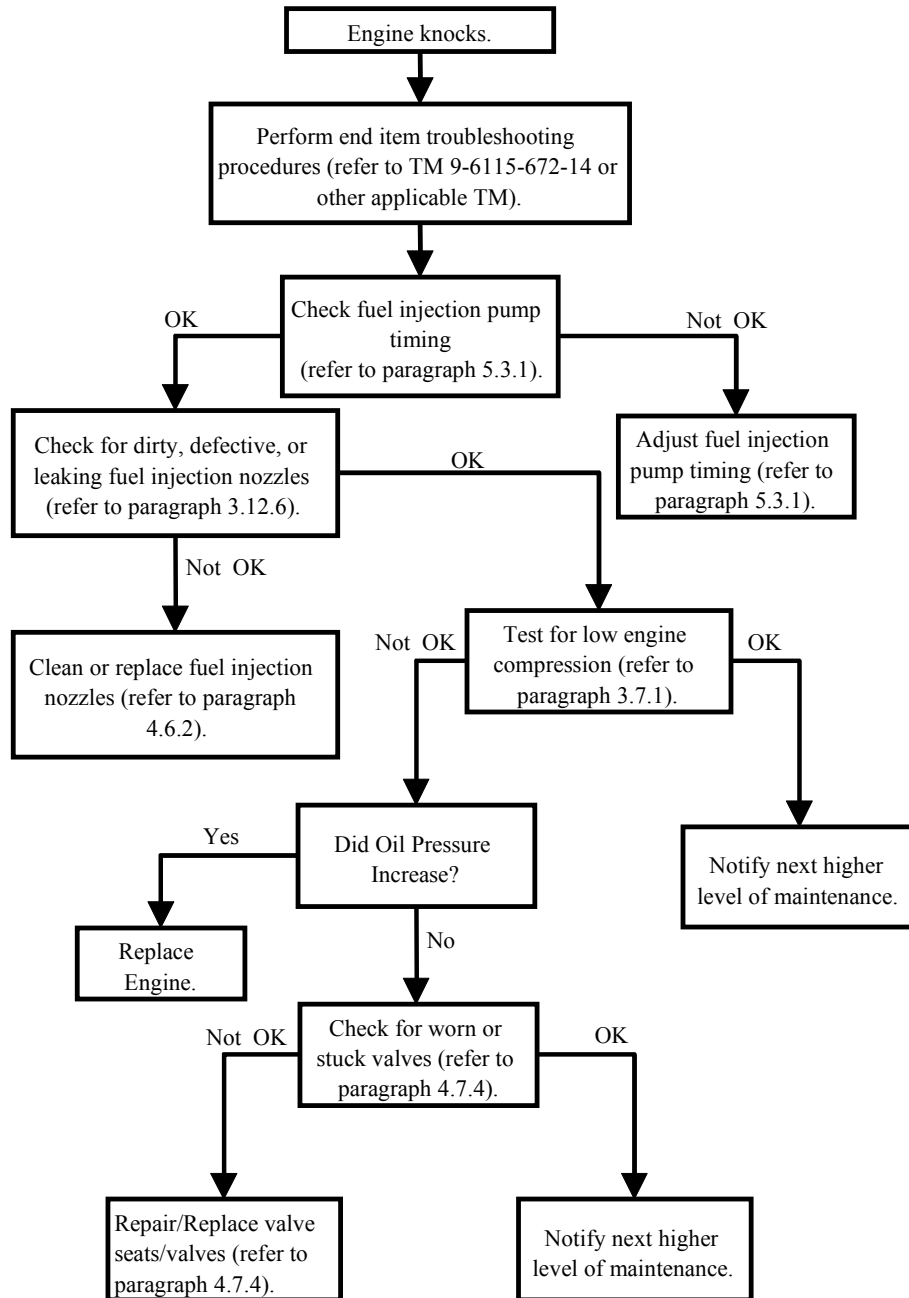 Engine knocks.
Perform end item troubleshooting
procedures (refer to TM 9-6115-672-14 or
other applicable TM).
Check fuel injection pump
timing
(refer to paragraph 5.3.1).
OK
Not OK
Check for dirty, defective, or
leaking fuel injection nozzles
(refer to paragraph 3.12.6).
OK
Adjust fuel injection
pump timing (refer to
paragraph 5.3.1).
Not OK
Clean or replace fuel injection
nozzles (refer to paragraph
4.6.2).
Not OK
Test for low engine
compression (refer to
paragraph 3.7.1).
OK
Yes
Did Oil Pressure
Increase?
Notify next higher
level of maintenance.
Replace
Engine.
No
Not OK
Check for worn or
stuck valves (refer to
paragraph 4.7.4).
OK
Repair/Replace valve
seats/valves (refer to
paragraph 4.7.4).
Notify next higher
level of maintenance.